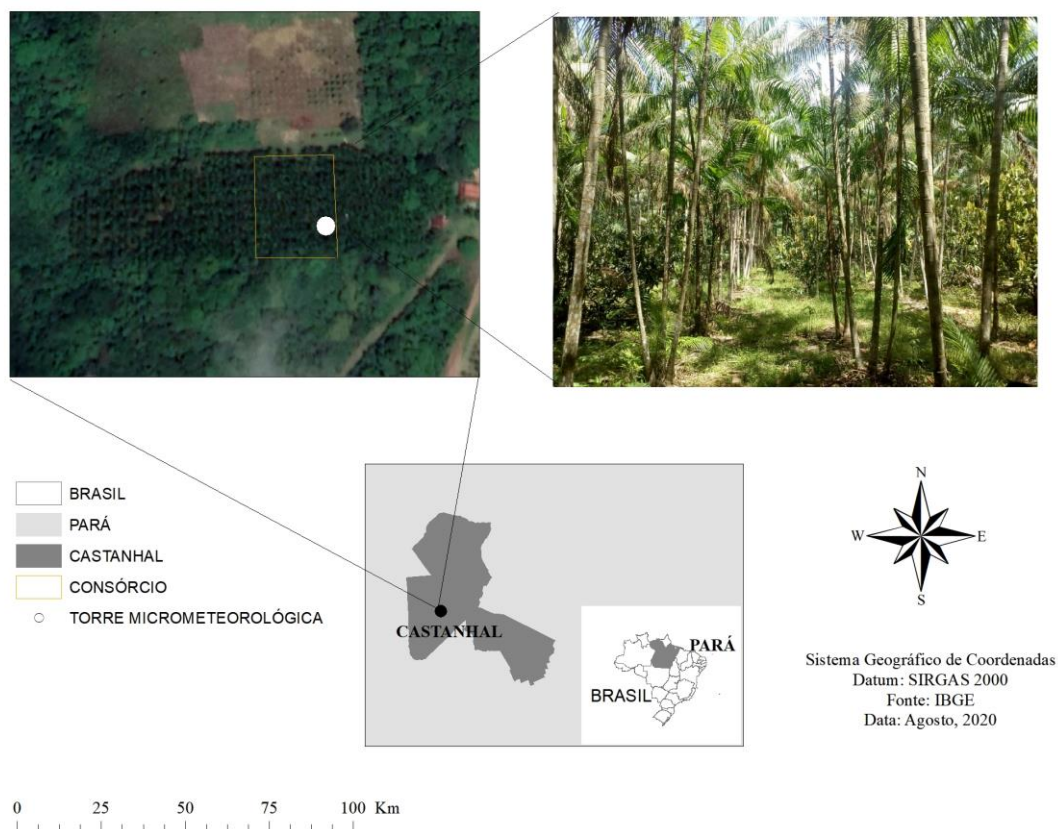 BRASIL
PARÁ
CASTANHAL
CONSÓRCIO
TORRE MICROMETEOROLÓGICA
CASTANHAL
PARÁ
BRASIL
N
W
E
S
Sistema Geográfico de Coordenadas
Datum: SIRGAS 2000
Fonte: IBGE
Data: Agosto, 2020
0 25 50 75 100 Km